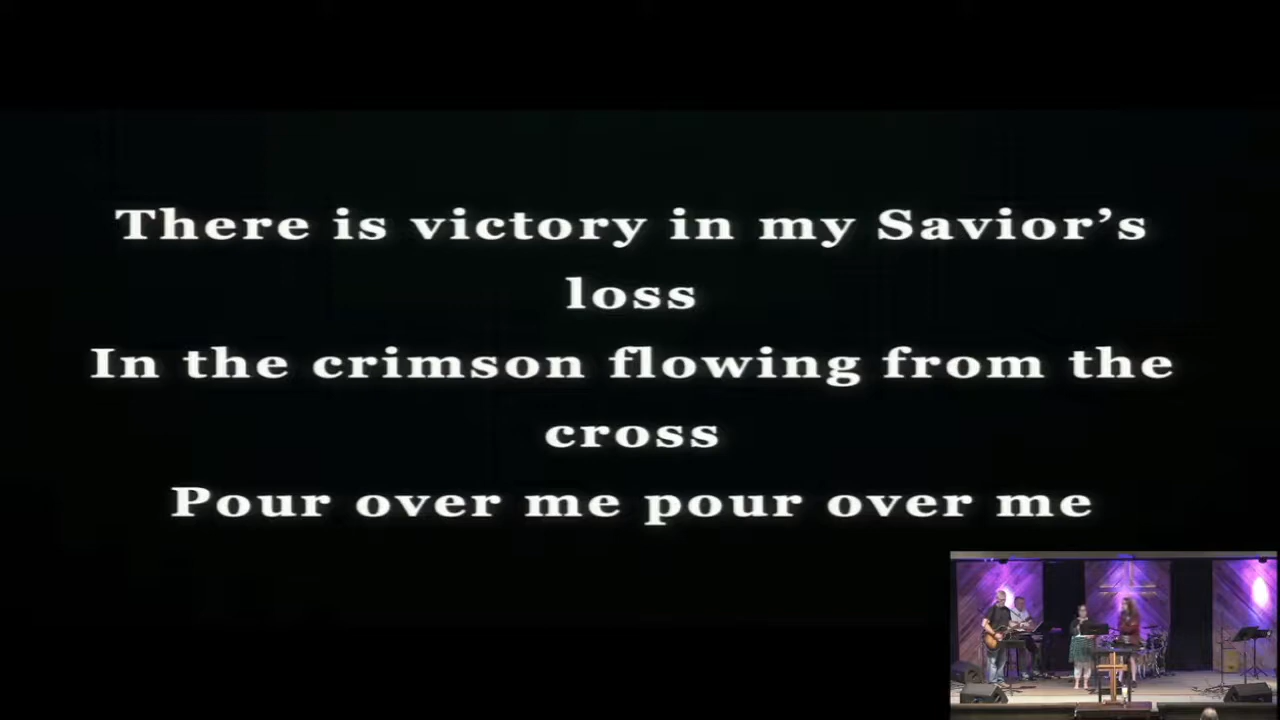 There is victory in my Savior’s
loss
In the crimson flowing from the
cross
Pour over me pour over me